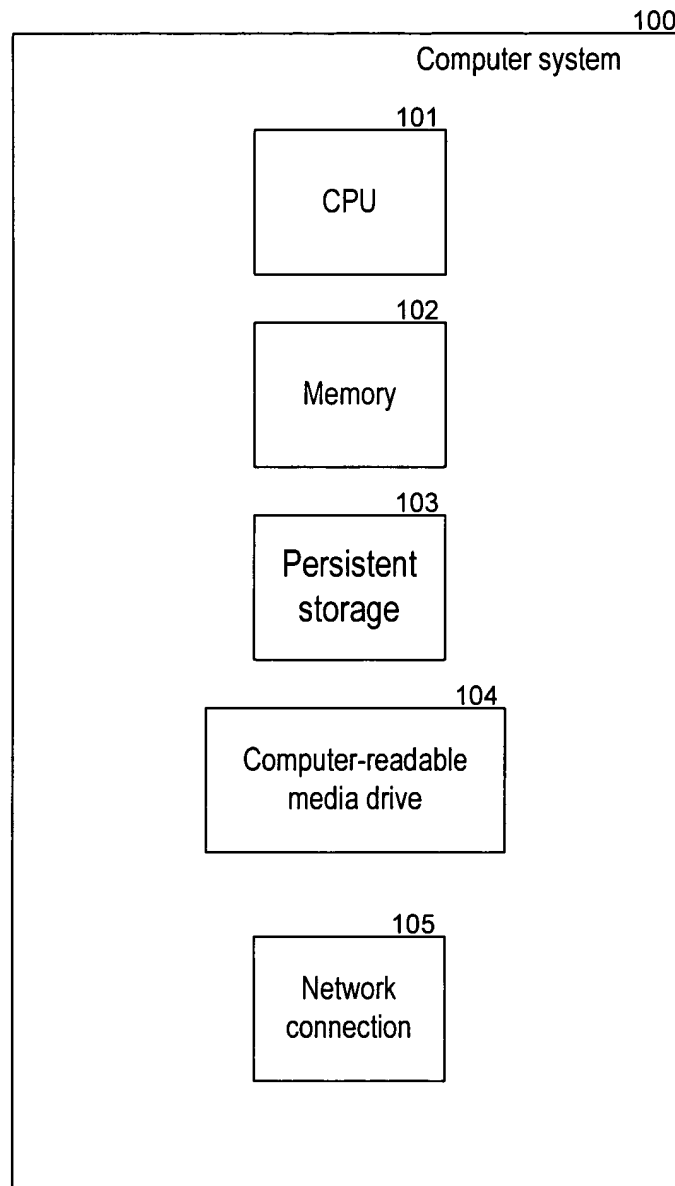 100
Computer system
101
CPU
102
Memory
103
Persistent
storage
104
Computer-readable
media drive
105
Network
connection